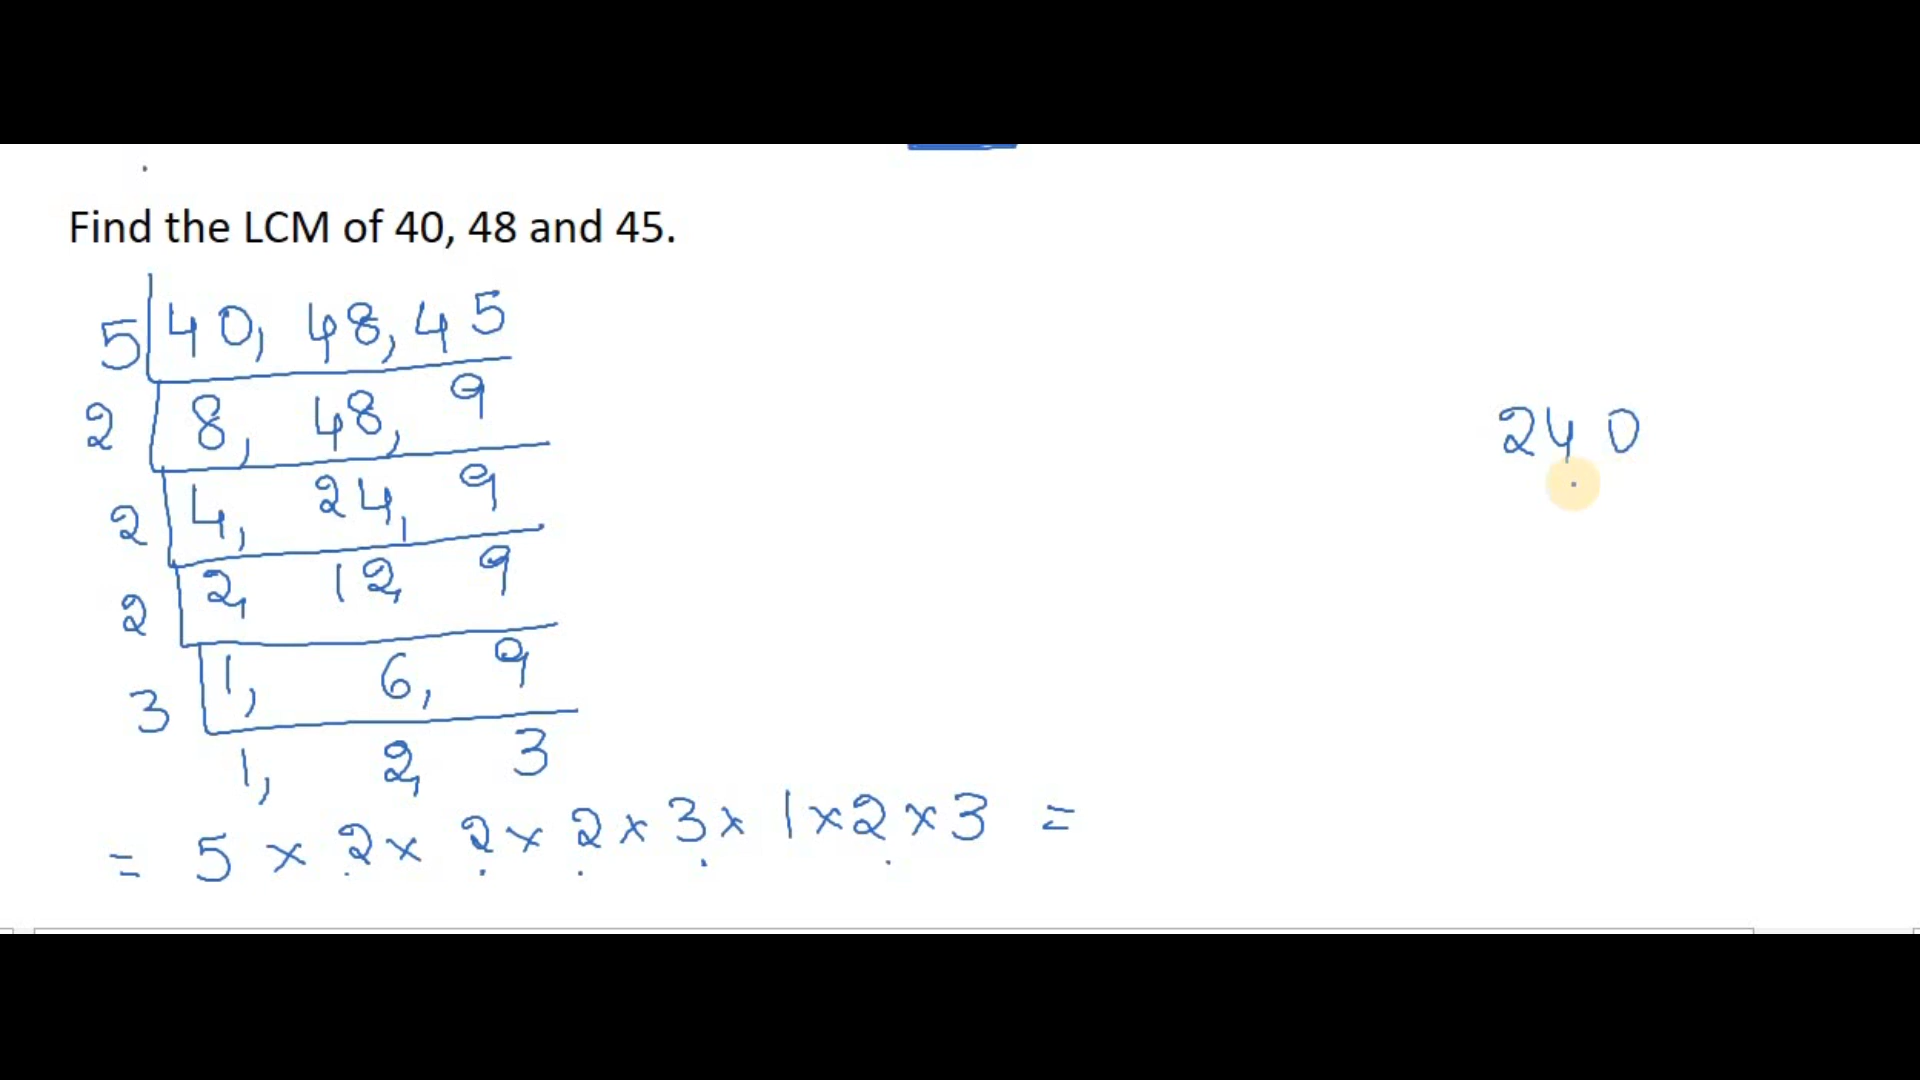 Find the LCM of 40, 48 and 45.
5 40, 48, 45
2 8, 48, 9
240
2 4, 24, 9
2 2, 12, 9
3 1, 6, 9
1, 2, 3
= 5 × 2 × 2 × 2 × 3 × 1 × 2 × 3 =